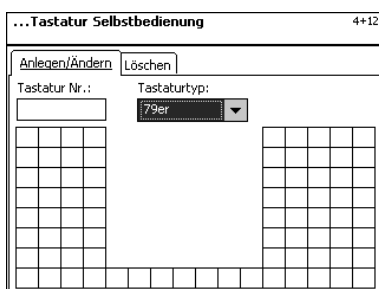 ...Tastatur Selbstbedienung 4+12
Anlegen/Ändern Löschen
Tastatur Nr.: Tastaturtyp:
79er